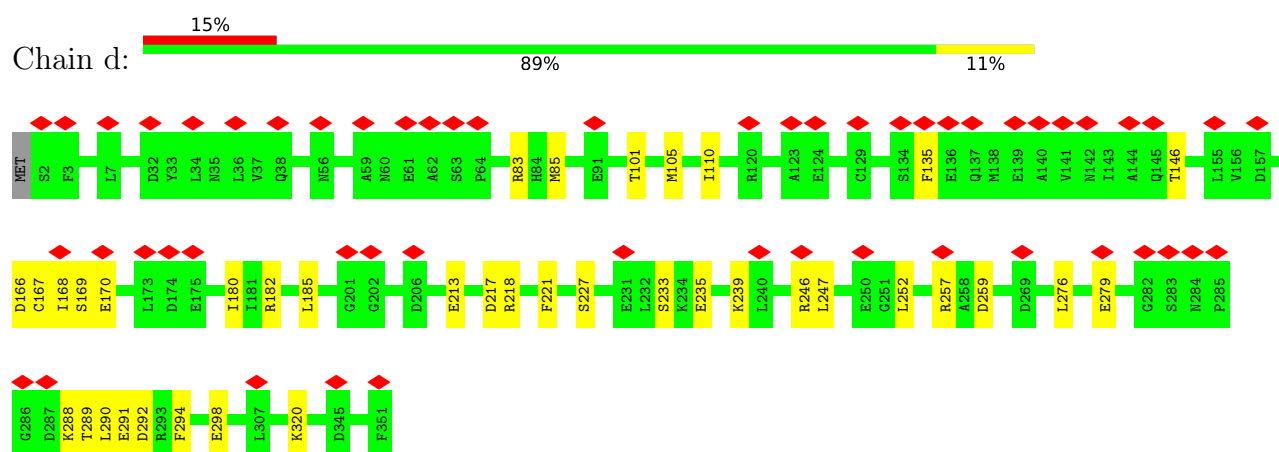 15%
Chain d:
89% 11%
MET S2 F3 L7 D32 Y33 L34 N35 L36 V37 Q38 N56 A59 N60 E61 A62 S63 P64 R83 H84 M85 E91 T101 M105 I110 R120 A123 E124 C129 S134 F135 E136 Q137 M138 E139 A140 V141 N142 I143 A144 Q145 T146 L155 V156 D157
D166 C167 I168 S169 E170 L173 D174 E175 I180 I181 R182 L185 G201 G202 D206 E213 D217 R218 F221 S227 E231 L232 S233 K234 E235 K239 L240 R246 L247 E250 G251 L252 R257 A258 D259 D269 L276 E279 G282 S283 N284 P285
G286 D287 K288 T289 L290 E291 D292 R293 F294 E298 L307 K320 D345 F351